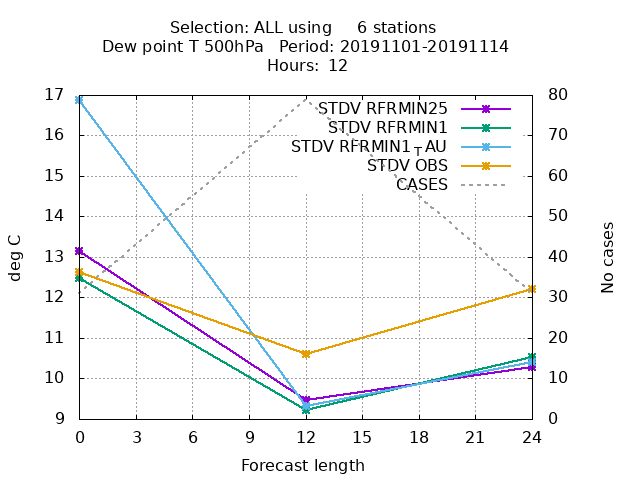 Selection: ALL using 6 stations
Dew point T 500hPa Period: 20191101-20191114
Hours: 12
17
16
15
14
13
12
11
10
9
deg C
STDV RFRMIN25
STDV RFRMIN1
STDV RFRMIN1_TAU
STDV OBS
CASES
80
70
60
50
40
30
20
10
0
No cases
0 3 6 9 12 15 18 21 24
Forecast length